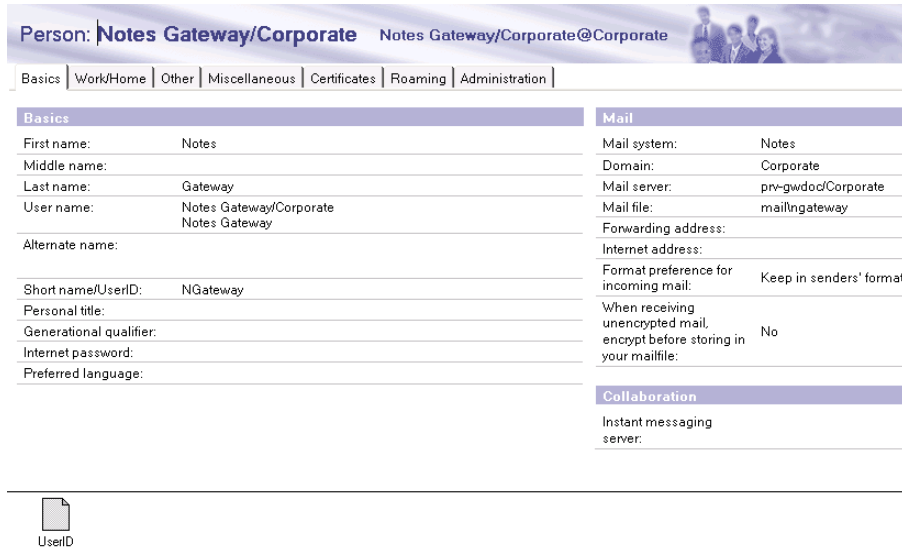 Person: Notes Gateway/Corporate Notes Gateway/Corporate@Corporate
Basics Work/Home Other Miscellaneous Certificates Roaming Administration
Basics
First name: Notes
Middle name:
Last name: Gateway
User name: Notes Gateway/Corporate
Notes Gateway
Alternate name:
Short name/UserID: NGateway
Personal title:
Generational qualifier:
Internet password:
Preferred language:
Mail
Mail system: Notes
Domain: Corporate
Mail server: prv-gwdoc/Corporate
Mail file: mail\ngateway
Forwarding address:
Internet address:
Format preference for
incoming mail: Keep in senders' format
When receiving
unencrypted mail,
encrypt before storing in No
your mailfile:
Collaboration
Instant messaging
server:
UserID